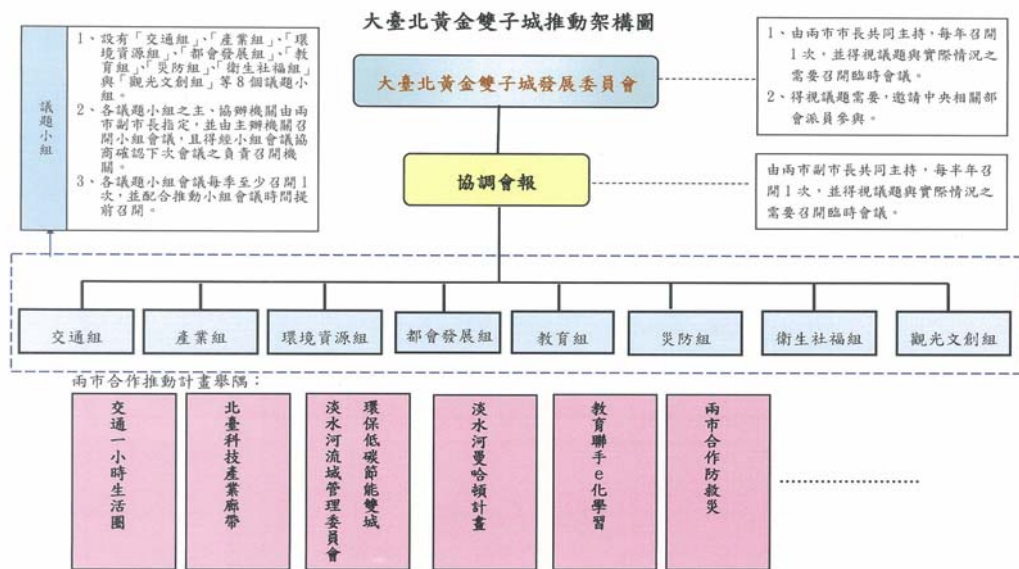 大臺北黃金雙子城推動架構圖
議題小組
1、設有「交通組」、「產業組」、「環
境資源組」、「都會發展組」、「教
育組」、「災防組」、「衛生社福組」
與「觀光文創組」等8個議題小
組。
2、各議題小組之主、協辦機關由兩
市副市長指定，並由主辦機關召
開小組會議，且得經小組會議協
商確認下次會議之負責召開機
關。
3、各議題小組會議每季至少召開1
次，並配合推動小組會議時間提
前召開。
大臺北黃金雙子城發展委員會
1、由兩市市長共同主持，每年召開
1次，並得視議題與實際情況之
需要召開臨時會議。
2、得視議題需要，邀請中央相關部
會派員參與。
協調會報
由兩市副市長共同主持，每半年召
開1次，並得視議題與實際情況之
需要召開臨時會議。
交通組
產業組
環境資源組
都會發展組
教育組
災防組
衛生社福組
觀光文創組
兩市合作推動計畫舉隅：
交通一小時生活圈
北臺科技產業廊帶
環保低碳節能雙城
淡水河流域管理委員會
淡水河曼哈頓計畫
教育聯手e化學習
兩市合作防救災